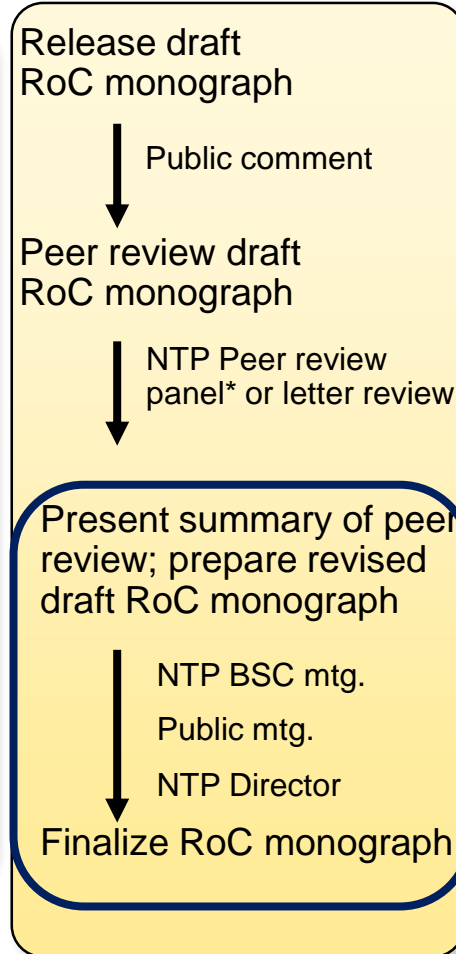 Release draft
RoC monograph
Public comment
Peer review draft
RoC monograph
NTP Peer review
panel* or letter review
Present summary of peer
review; prepare revised
draft RoC monograph
NTP BSC mtg.
Public mtg.
NTP Director
Finalize RoC monograph